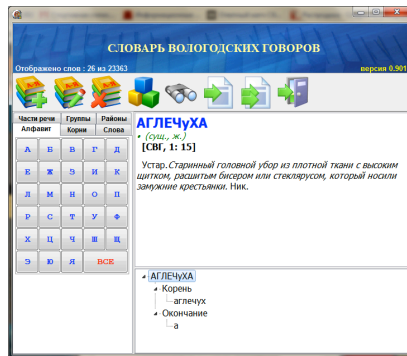 СЛОВАРЬ ВОЛОГОДСКИХ ГОВОРОВ
Отображено слов : 26 из 23363
версия 0.901
Части речи Группы Районы
Алфавит Корни Слова
А Б В Г Д
Е Ж З И К
Л М Н О П
Р С Т У Ф
Х Ц Ч Ш Щ
Э Ю Я ВСЕ
АГЛЕЧуХА
• (сущ., ж.)
[СВГ, 1: 15]
Устар.Старинный головной убор из плотной ткани с высоким
щитком, расшитым бисером или стеклярусом, который носили
замужние крестьянки. Ник.
АГЛЕЧуХА
Корень
аглечух
Окончание
а